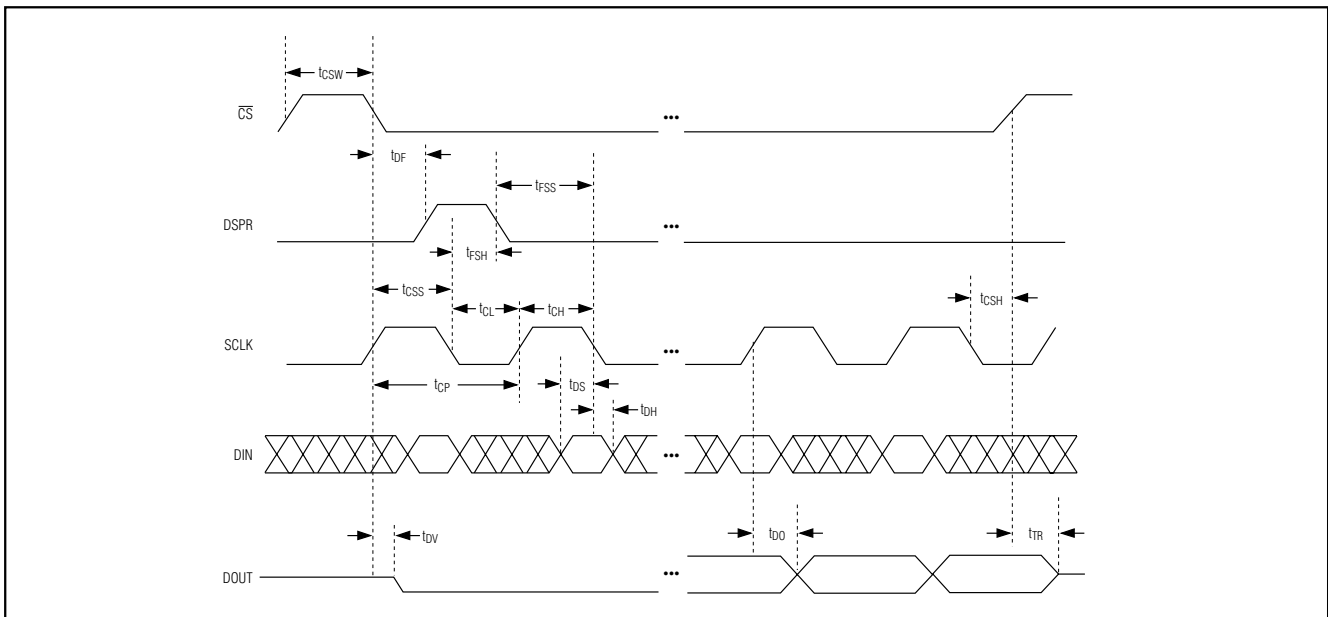 tCSW
CS
•••
tDF
tFSS
DSPR
•••
tFSH
tCSS
tCL
tCH
tCSH
SCLK
•••
tCP
tDS
tDH
DIN
•••
tDV
tDO
tTR
DOUT
•••